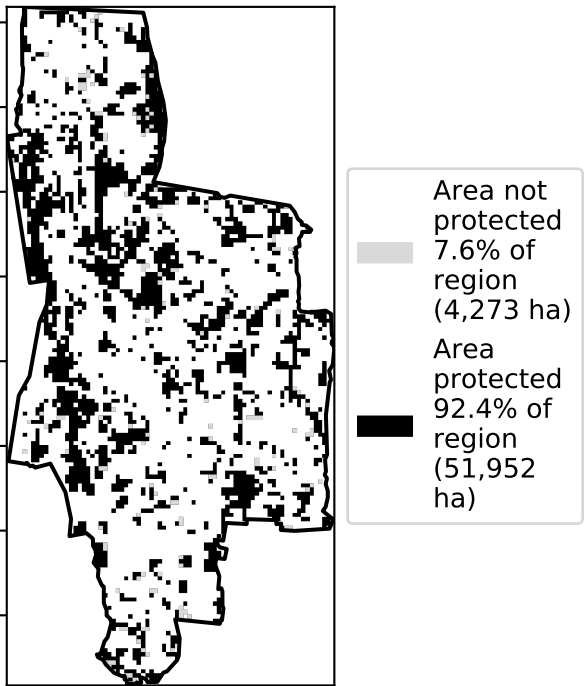 Area not
protected
7.6% of
region
(4,273 ha)
Area
protected
92.4% of
region
(51,952
ha)